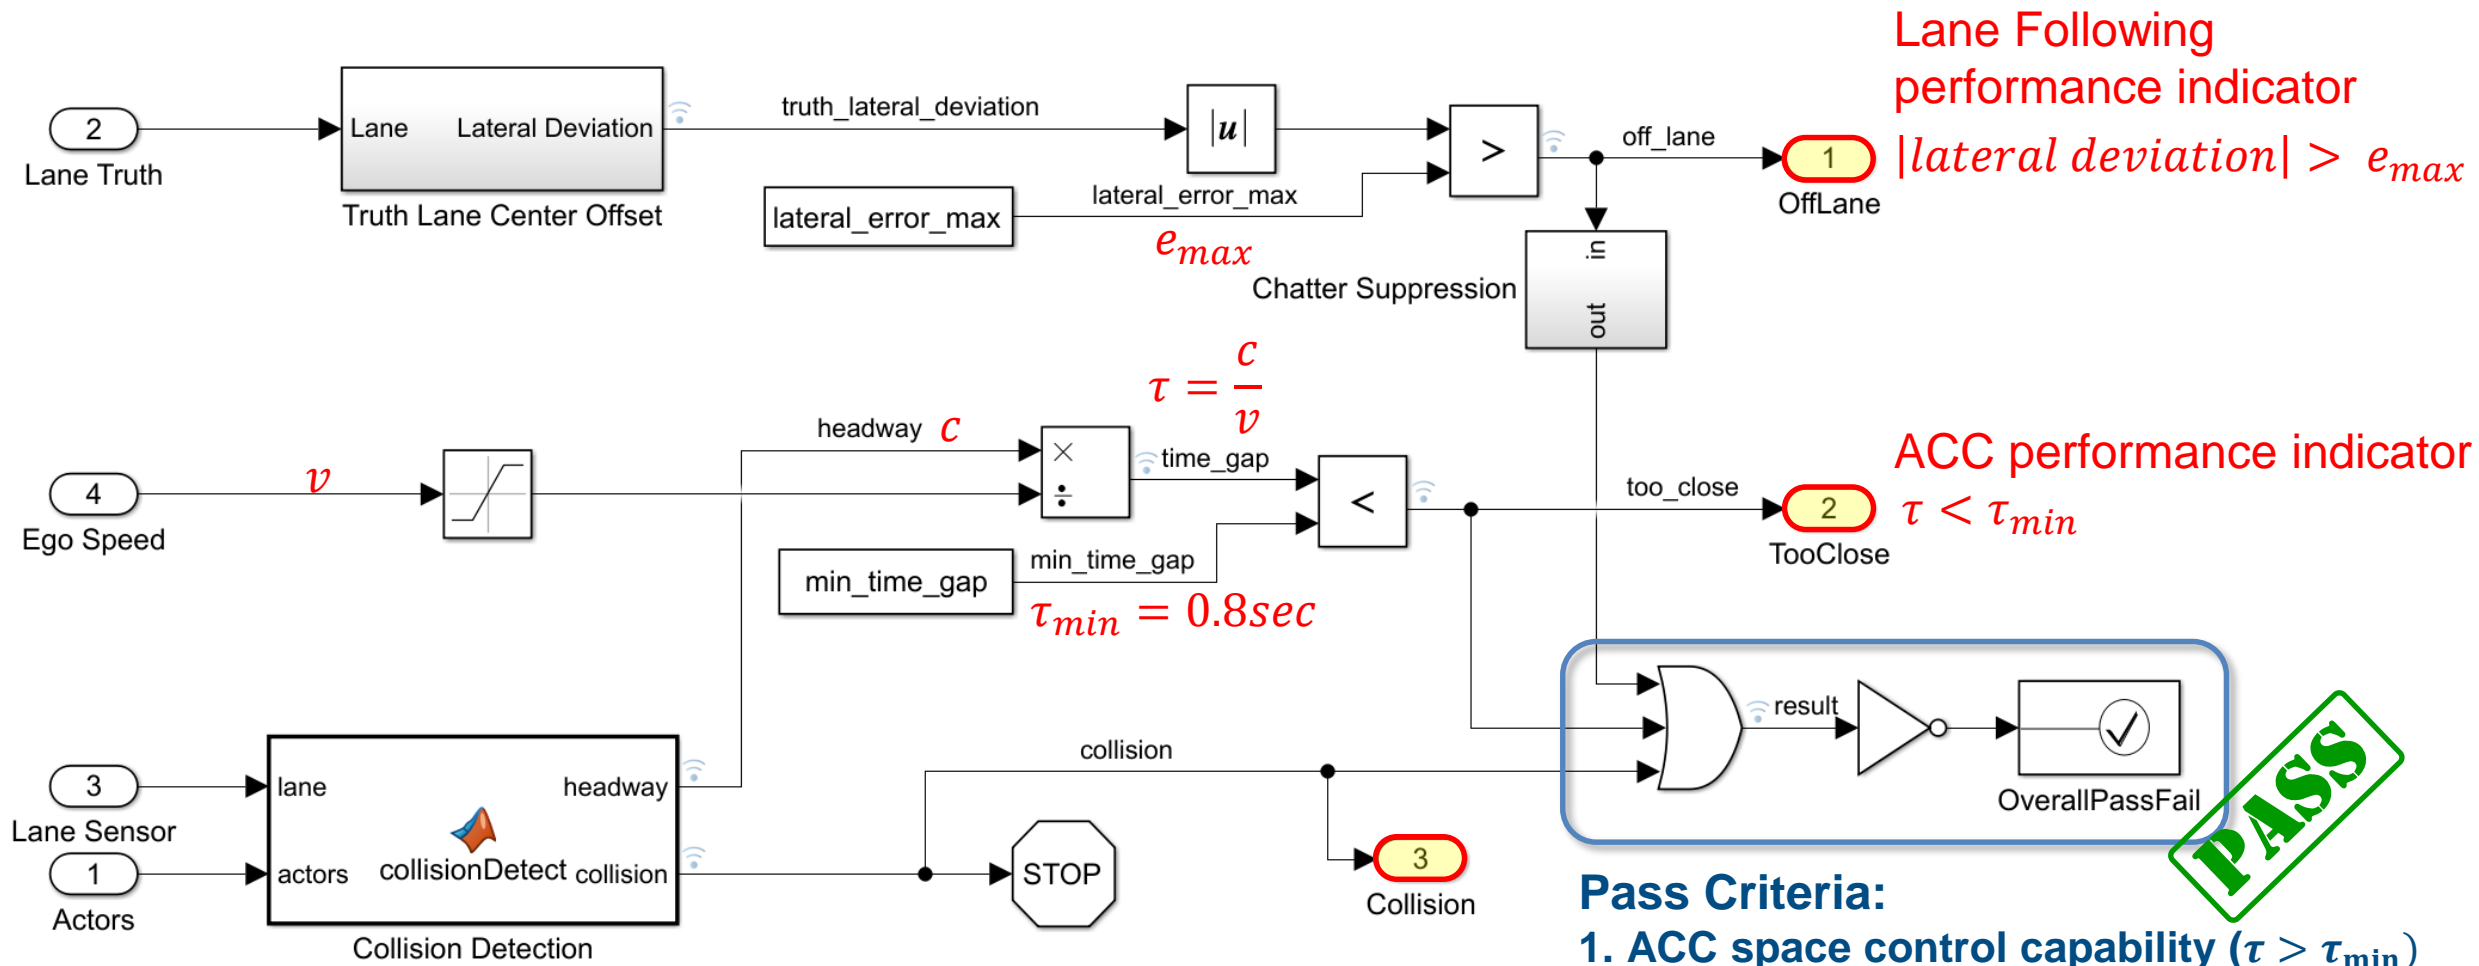 Lane Following
performance indicator
|lateral deviation| > e_max
truth_lateral_deviation
2
Lane Truth
Lane
Lateral Deviation
Truth Lane Center Offset
|u|
>
off_lane
1
OffLane
lateral_error_max
lateral_error_max
e_max
in
out
Chatter Suppression
τ = c/v
headway
c
×
÷
time_gap
v
4
Ego Speed
<
too_close
2
TooClose
ACC performance indicator
τ < τ_min
min_time_gap
min_time_gap
τ_min = 0.8sec
result
OverallPassFail
PASS
collision
3
Lane Sensor
1
Actors
lane
actors
headway
collision
collisionDetect
Collision Detection
STOP
3
Collision
Pass Criteria:
1. ACC space control capability (τ > τ_min)